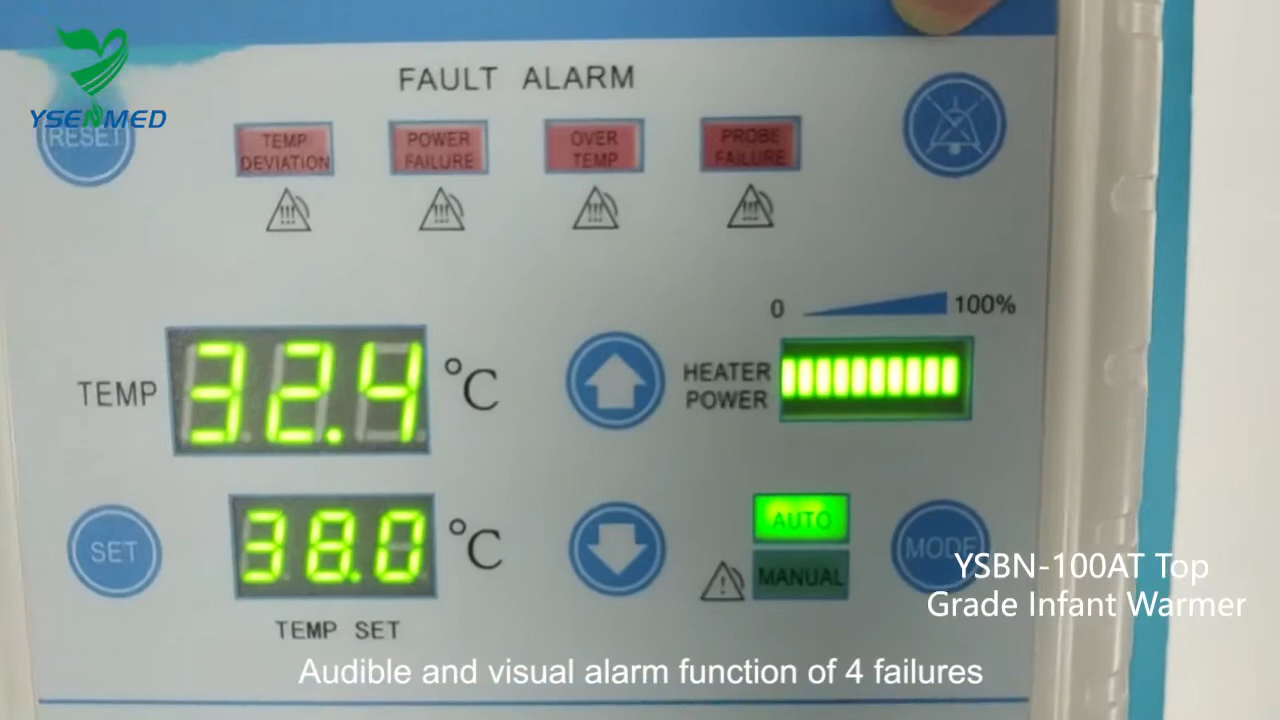 YSENMED
FAULT ALARM
RESET
TEMP DEVIATION
POWER FAILURE
OVER TEMP
PROBE FAILURE
0 100%
TEMP 32.4 °C
HEATER POWER
SET
38.0 °C
AUTO
MANUAL
MODE
TEMP SET
YSBN-100AT Top
Grade Infant Warmer
Audible and visual alarm function of 4 failures